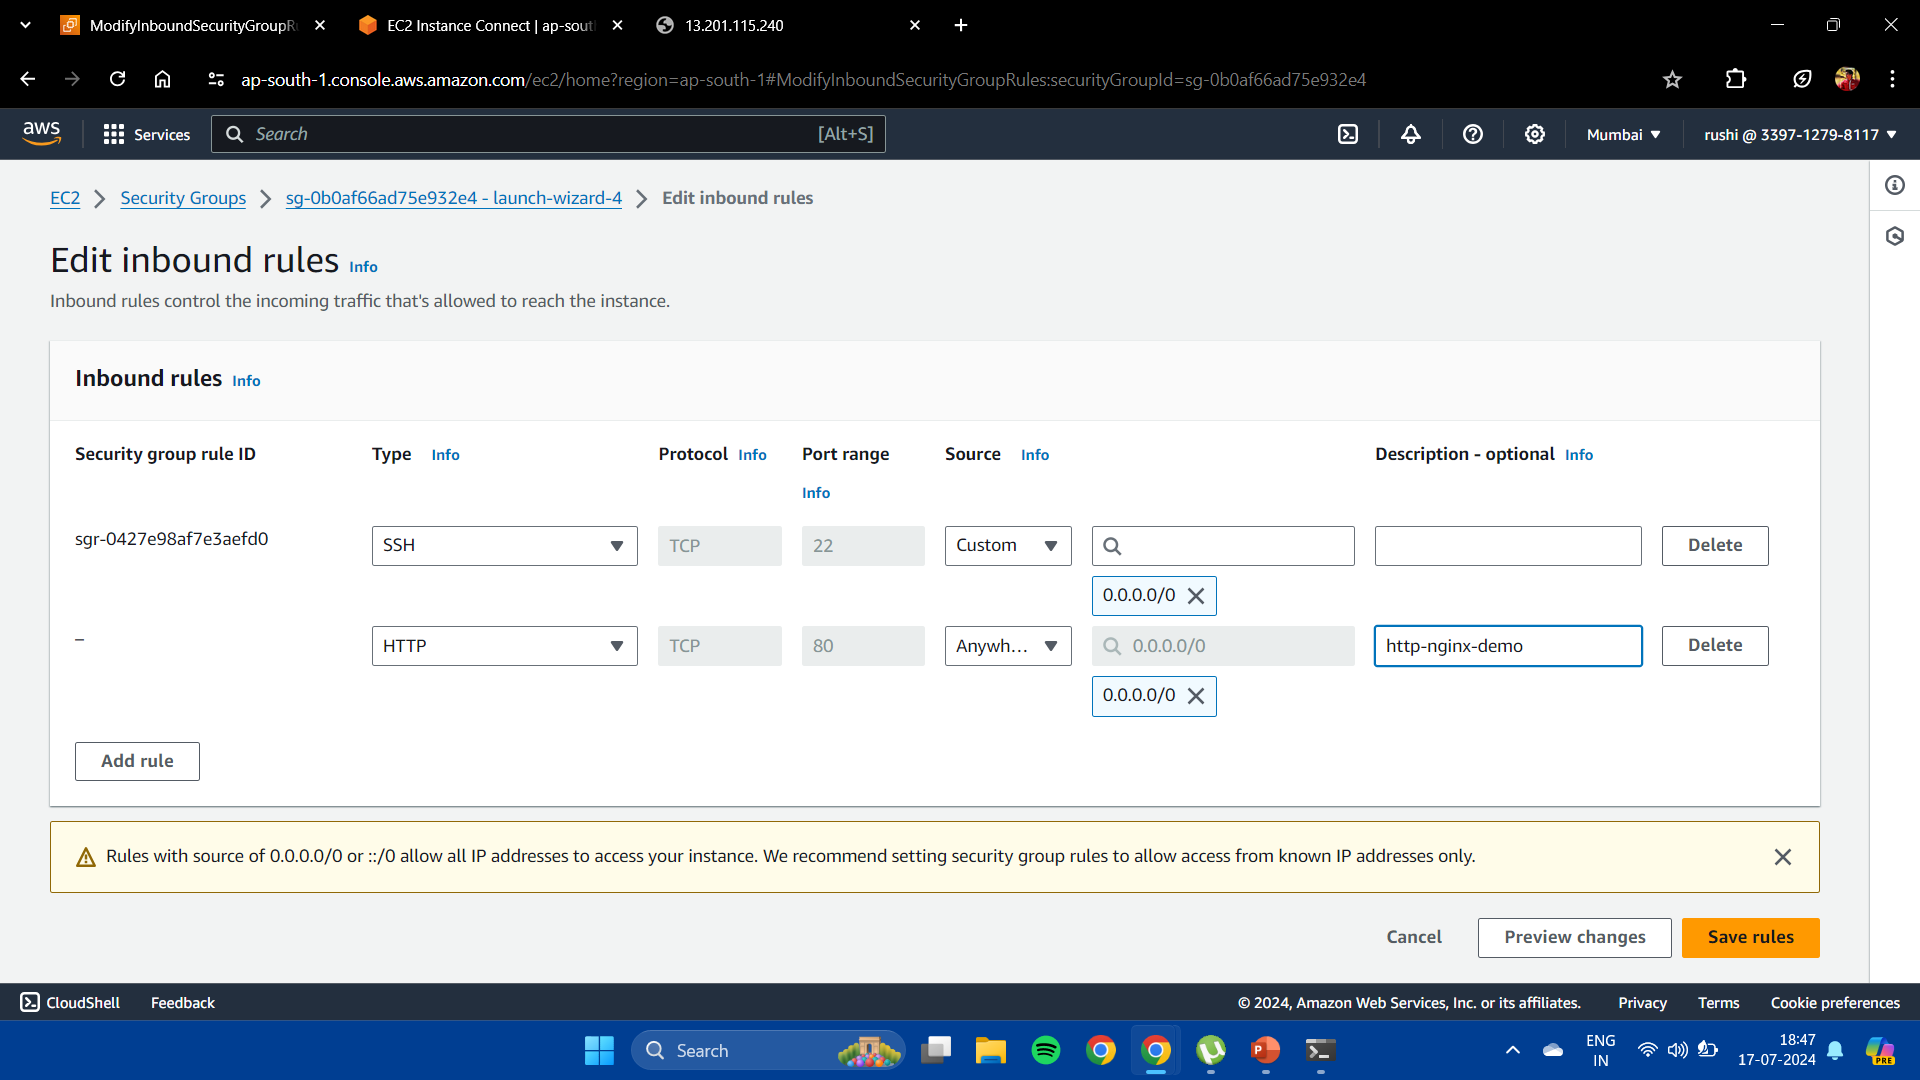 ModifyInboundSecurityGroupRu
EC2 Instance Connect | ap-sout
13.201.115.240
ap-south-1.console.aws.amazon.com/ec2/home?region=ap-south-1#ModifyInboundSecurityGroupRules:securityGroupId=sg-0b0af66ad75e932e4
aws
Services
Search
[Alt+S]
Mumbai
rushi @ 3397-1279-8117
EC2
Security Groups
sg-0b0af66ad75e932e4 - launch-wizard-4
Edit inbound rules
Edit inbound rules Info
Inbound rules control the incoming traffic that's allowed to reach the instance.
Inbound rules Info
Security group rule ID
Type Info
Protocol Info
Port range
Info
Source Info
Description - optional Info
sgr-0427e98af7e3aefd0
SSH
TCP
22
Custom
Delete
0.0.0.0/0
–
HTTP
TCP
80
Anywh...
0.0.0.0/0
http-nginx-demo
Delete
0.0.0.0/0
Add rule
Rules with source of 0.0.0.0/0 or ::/0 allow all IP addresses to access your instance. We recommend setting security group rules to allow access from known IP addresses only.
Cancel
Preview changes
Save rules
CloudShell
Feedback
© 2024, Amazon Web Services, Inc. or its affiliates.
Privacy
Terms
Cookie preferences
Search
P
ENG
IN
18:47
17-07-2024
PRE